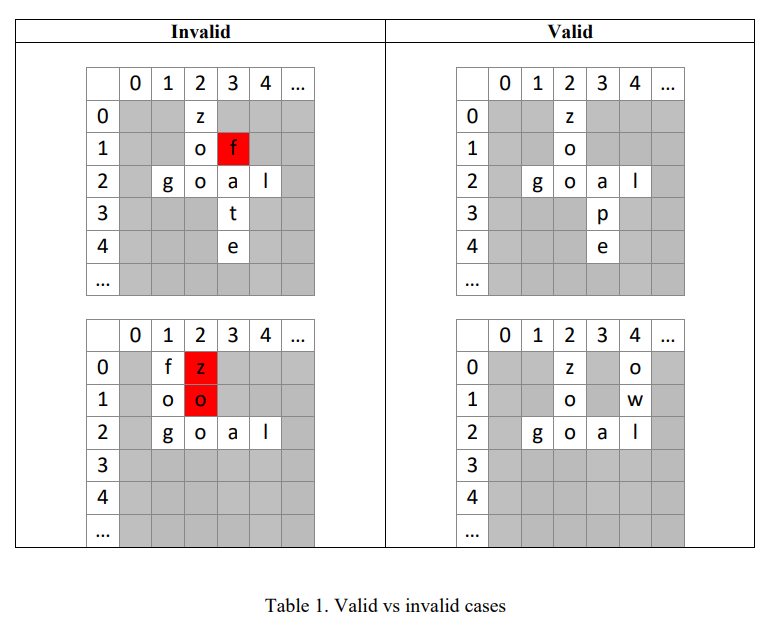 Invalid Valid
0 1 2 3 4 ... 0 1 2 3 4 ...
0 z 0 z
1 o f 1 o
2 g o a l 2 g o a l
3 t 3 p
4 e 4 e
... ...
0 1 2 3 4 ... 0 1 2 3 4 ...
0 f z 0 z o
1 o o 1 o w
2 g o a l 2 g o a l
3 3
4 4
... ...
Table 1. Valid vs invalid cases